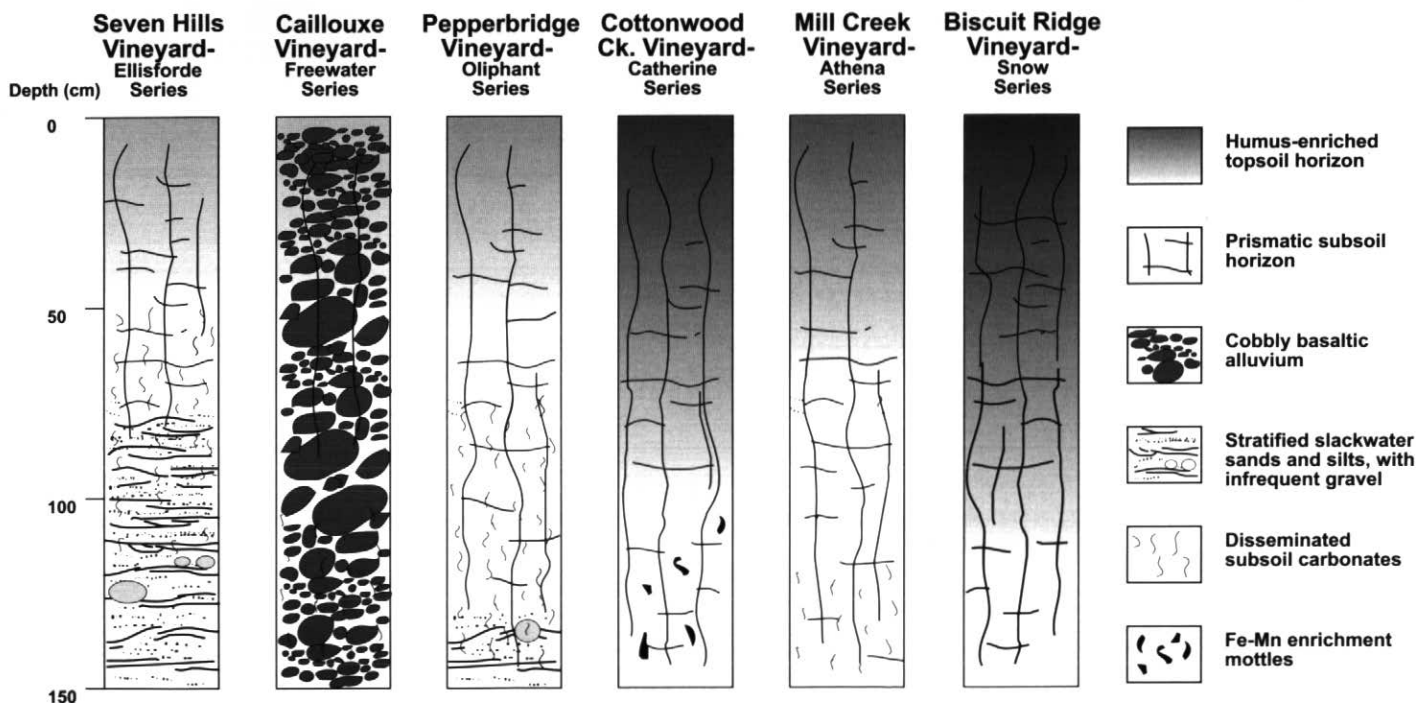 Seven Hills
Vineyard-
Ellisforde
Series
Caillouxe
Vineyard-
Freewater
Series
Pepperbridge
Vineyard-
Oliphant
Series
Cottonwood
Ck. Vineyard-
Catherine
Series
Mill Creek
Vineyard-
Athena
Series
Biscuit Ridge
Vineyard-
Snow
Series
Depth (cm)
0
50
100
150
Humus-enriched
topsoil horizon
Prismatic subsoil
horizon
Cobbly basaltic
alluvium
Stratified slackwater
sands and silts, with
infrequent gravel
Disseminated
subsoil carbonates
Fe-Mn enrichment
mottles